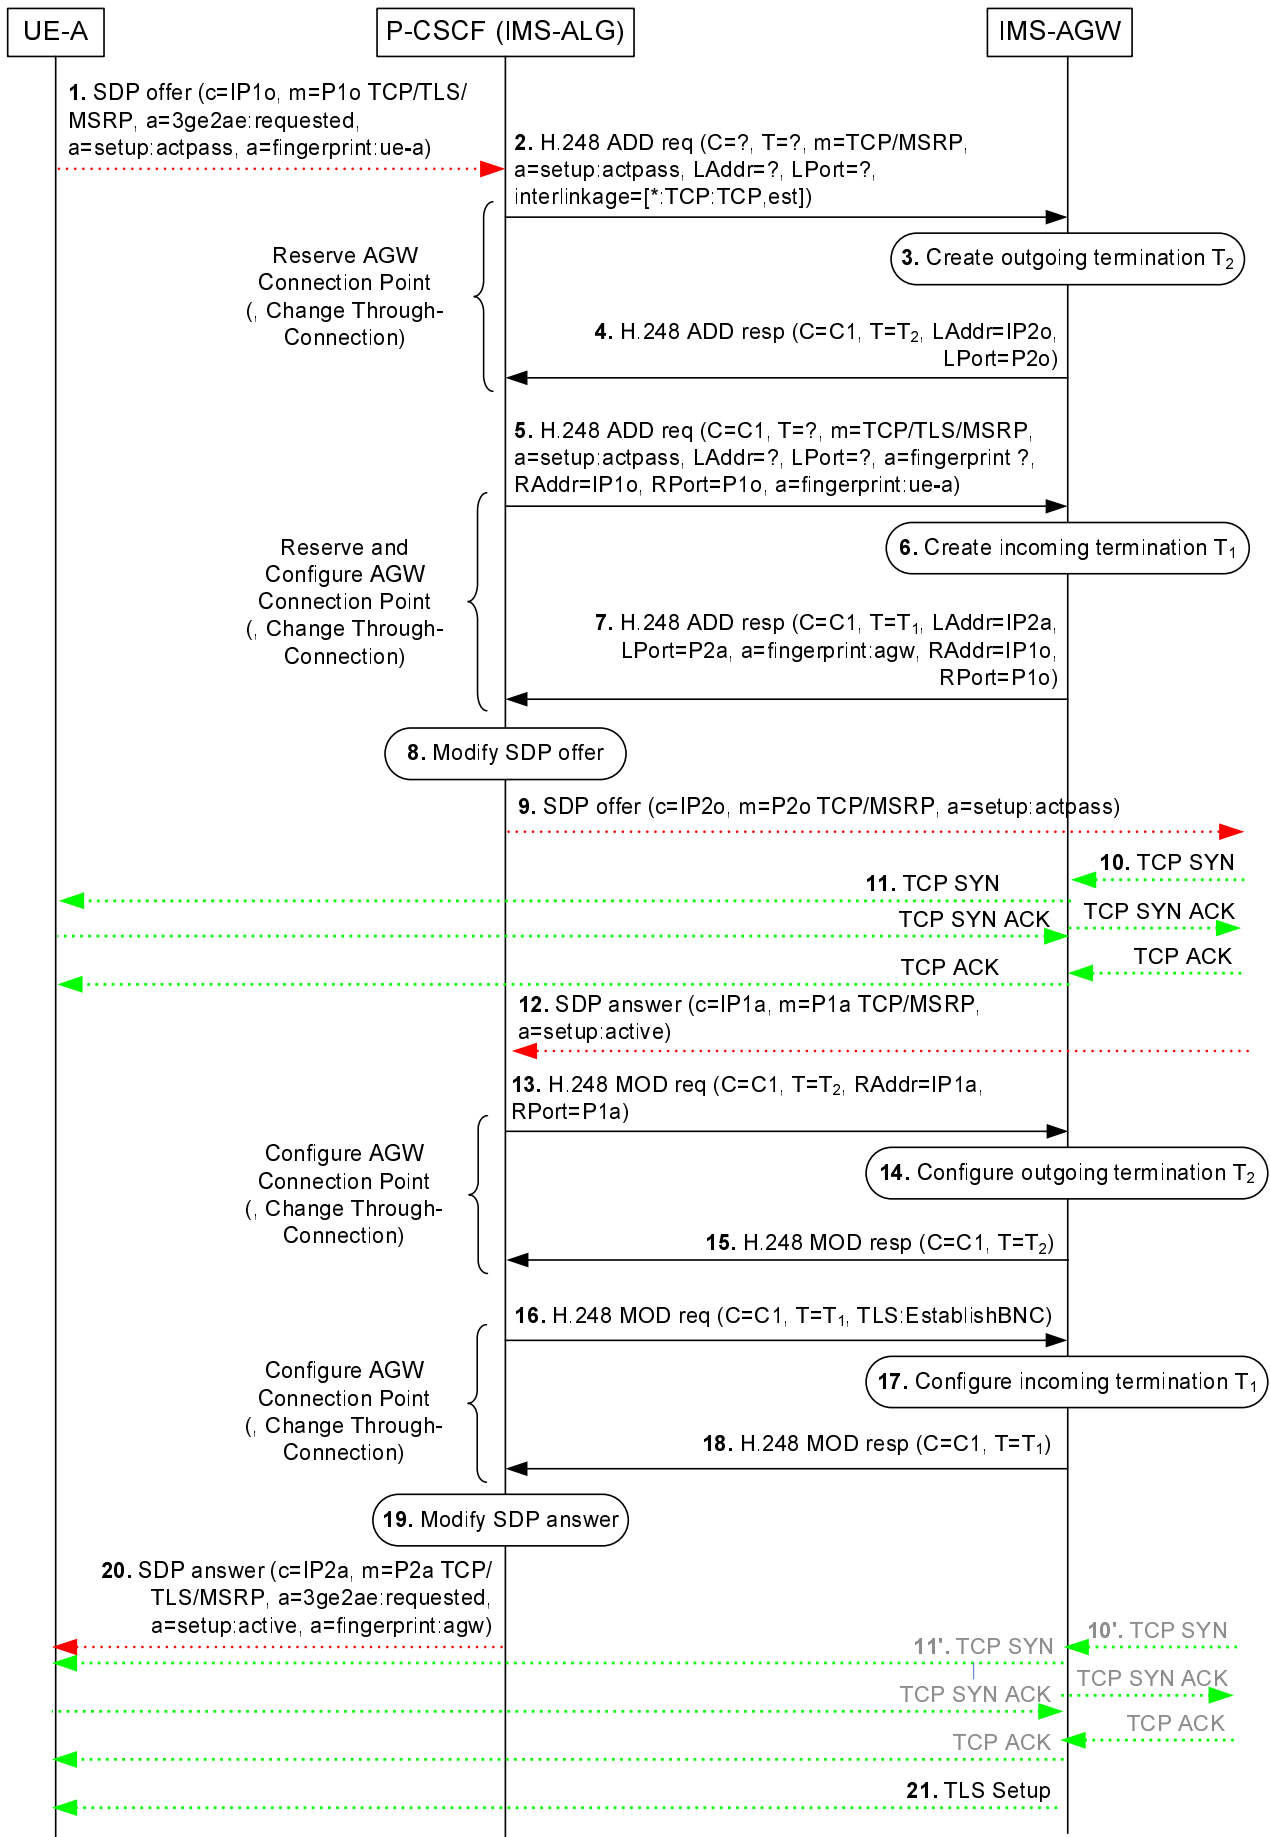 UE-A
P-CSCF (IMS-ALG)
IMS-AGW
1. SDP offer (c=IP1o, m=P1o TCP/TLS/
MSRP, a=3ge2ae:requested,
a=setup:actpass, a=fingerprint:ue-a)
2. H.248 ADD req (C=?, T=?, m=TCP/MSRP,
a=setup:actpass, LAddr=?, LPort=?,
interlinkage=[*:TCP:TCP,est])
Reserve AGW
Connection Point
(, Change Through-
Connection)
3. Create outgoing termination T2
4. H.248 ADD resp (C=C1, T=T2, LAddr=IP2o,
LPort=P2o)
5. H.248 ADD req (C=C1, T=?, m=TCP/TLS/MSRP,
a=setup:actpass, LAddr=?, LPort=?, a=fingerprint ?,
RAddr=IP1o, RPort=P1o, a=fingerprint:ue-a)
Reserve and
Configure AGW
Connection Point
(, Change Through-
Connection)
6. Create incoming termination T1
7. H.248 ADD resp (C=C1, T=T1, LAddr=IP2a,
LPort=P2a, a=fingerprint:agw, RAddr=IP1o,
RPort=P1o)
8. Modify SDP offer
9. SDP offer (c=IP2o, m=P2o TCP/MSRP, a=setup:actpass)
10. TCP SYN
11. TCP SYN
TCP SYN ACK
TCP SYN ACK
TCP ACK
TCP ACK
12. SDP answer (c=IP1a, m=P1a TCP/MSRP,
a=setup:active)
13. H.248 MOD req (C=C1, T=T2, RAddr=IP1a,
RPort=P1a)
Configure AGW
Connection Point
(, Change Through-
Connection)
14. Configure outgoing termination T2
15. H.248 MOD resp (C=C1, T=T2)
16. H.248 MOD req (C=C1, T=T1, TLS:EstablishBNC)
Configure AGW
Connection Point
(, Change Through-
Connection)
17. Configure incoming termination T1
18. H.248 MOD resp (C=C1, T=T1)
19. Modify SDP answer
20. SDP answer (c=IP2a, m=P2a TCP/
TLS/MSRP, a=3ge2ae:requested,
a=setup:active, a=fingerprint:agw)
10'. TCP SYN
11'. TCP SYN
TCP SYN ACK
TCP SYN ACK
TCP ACK
TCP ACK
21. TLS Setup